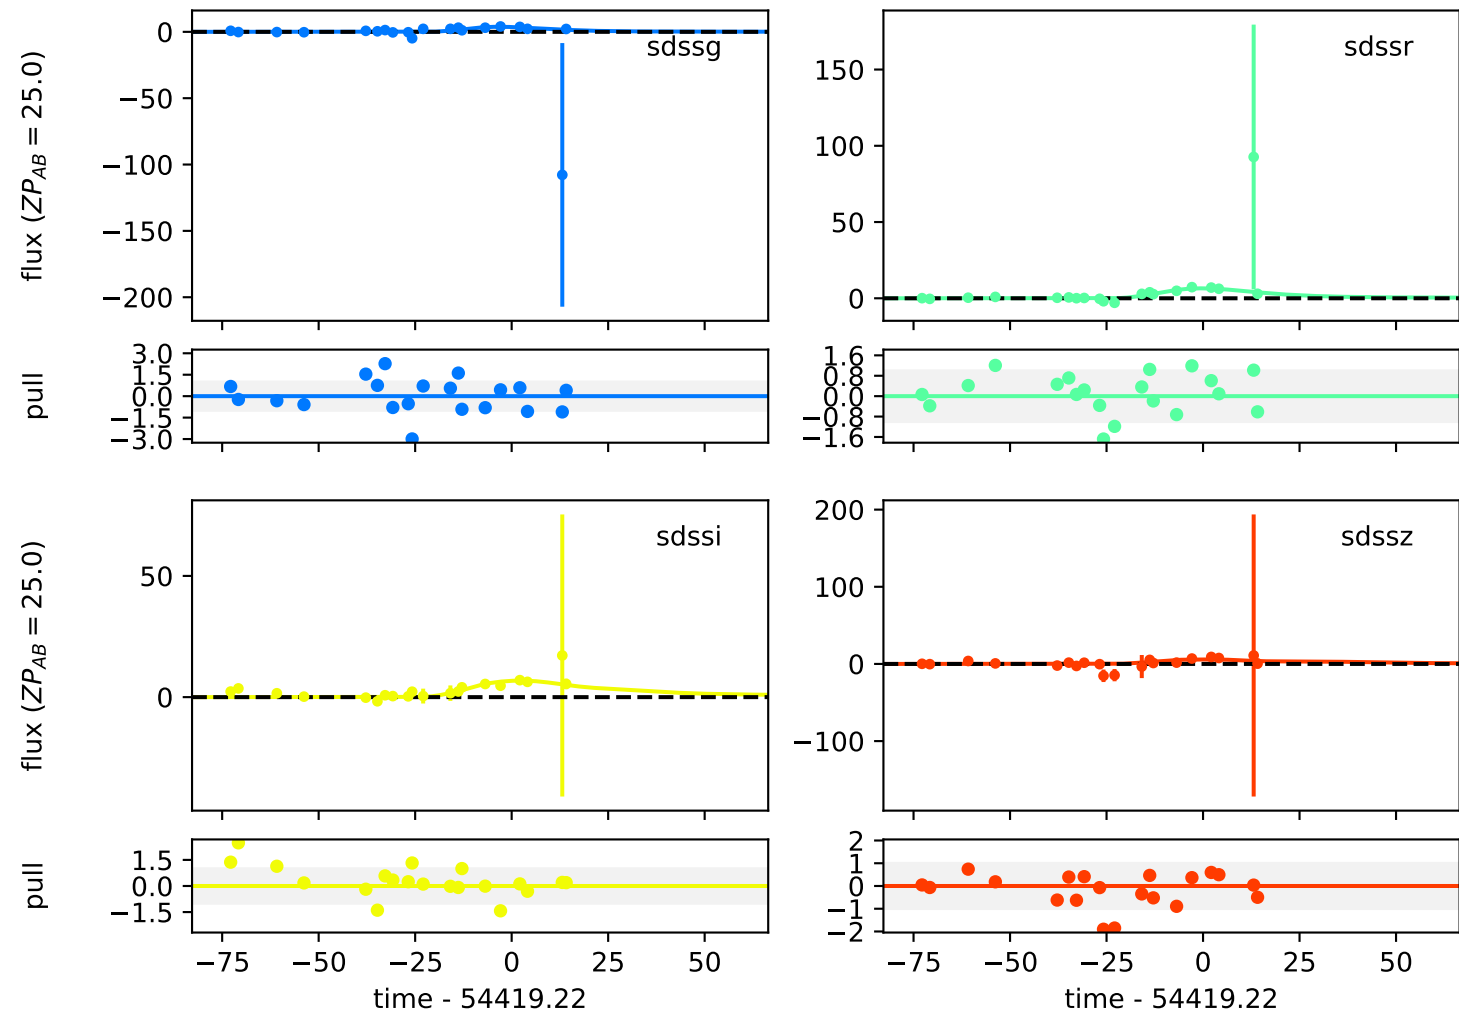 0
−50
−100
−150
−200
flux (ZP_AB = 25.0)
sdssg
150
100
50
0
sdssr
3.0
1.5
0.0
−1.5
−3.0
pull
1.6
0.8
0.0
−0.8
−1.6
50
0
flux (ZP_AB = 25.0)
sdssi
200
100
0
−100
sdssz
1.5
0.0
−1.5
pull
2
1
0
−1
−2
−75 −50 −25 0 25 50
time - 54419.22
−75 −50 −25 0 25 50
time - 54419.22